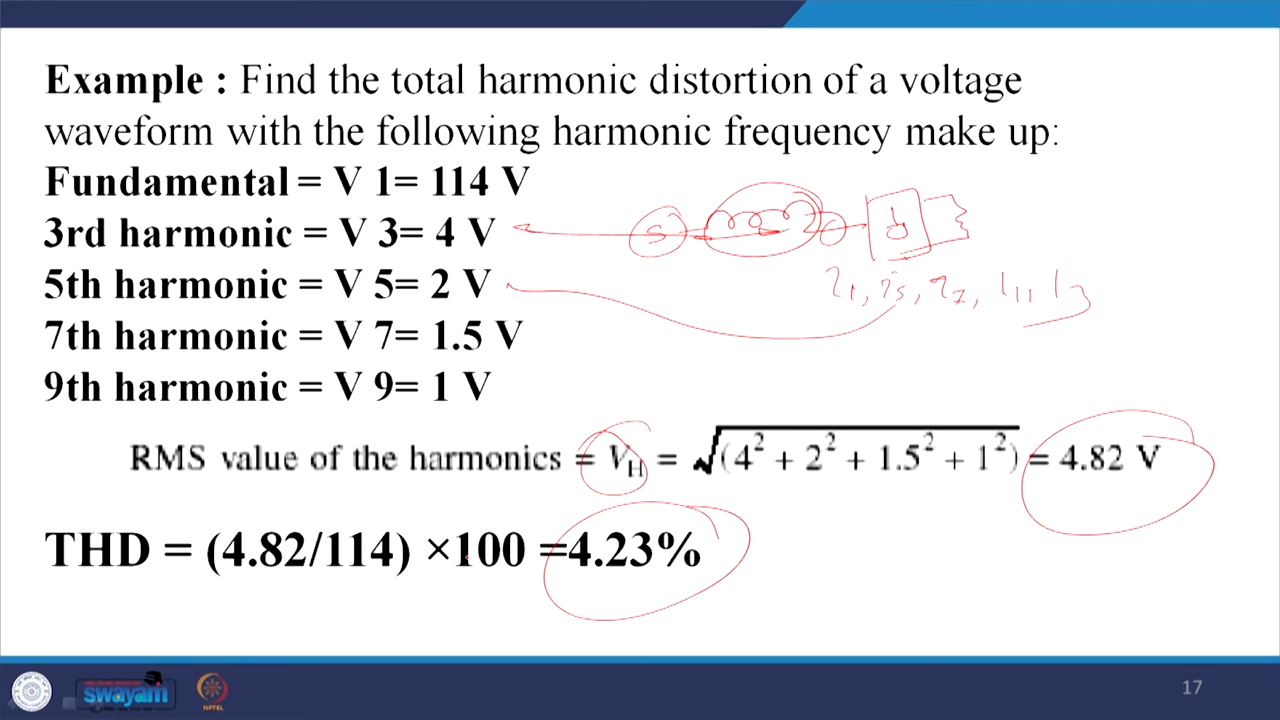 Example : Find the total harmonic distortion of a voltage
waveform with the following harmonic frequency make up:
Fundamental = V 1= 114 V
3rd harmonic = V 3= 4 V
5th harmonic = V 5= 2 V
7th harmonic = V 7= 1.5 V
9th harmonic = V 9= 1 V
RMS value of the harmonics = V_H = √(4² + 2² + 1.5² + 1²) = 4.82 V
THD = (4.82/114) ×100 =4.23%
swayam
NPTEL
17